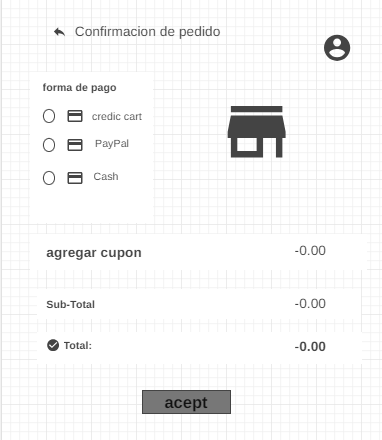 Confirmacion de pedido
forma de pago
credic cart
PayPal
Cash
agregar cupon -0.00
Sub-Total -0.00
Total: -0.00
acept